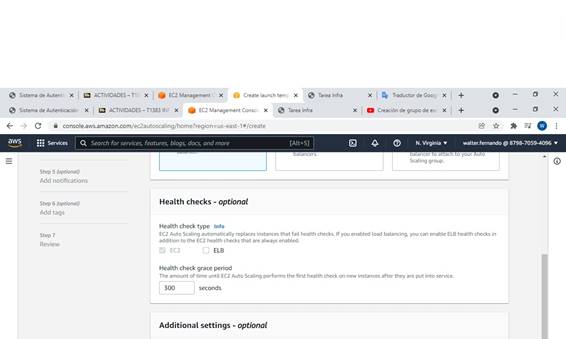 Sistema de Autenti
ACTIVIDADES – T1
EC2 Management C
Create launch temp
Tarea Infra
Traductor de Goog
Sistema de Autenticación
ACTIVIDADES – T1383 INF
EC2 Management Consol
Tarea Infra
Creación de grupo de es
console.aws.amazon.com/ec2autoscaling/home?region=us-east-1#/create
aws
Services
Search for services, features, blogs, docs, and more
[Alt+S]
N. Virginia
walter.fernando @ 8798-7059-4096
balancers.
balancer to attach to your Auto
Scaling group.
Step 5 (optional)
Add notifications
Step 6 (optional)
Add tags
Step 7
Review
Health checks - optional
Health check type Info
EC2 Auto Scaling automatically replaces instances that fail health checks. If you enabled load balancing, you can enable ELB health checks in
addition to the EC2 health checks that are always enabled.
EC2
ELB
Health check grace period
The amount of time until EC2 Auto Scaling performs the first health check on new instances after they are put into service.
300 seconds
Additional settings - optional